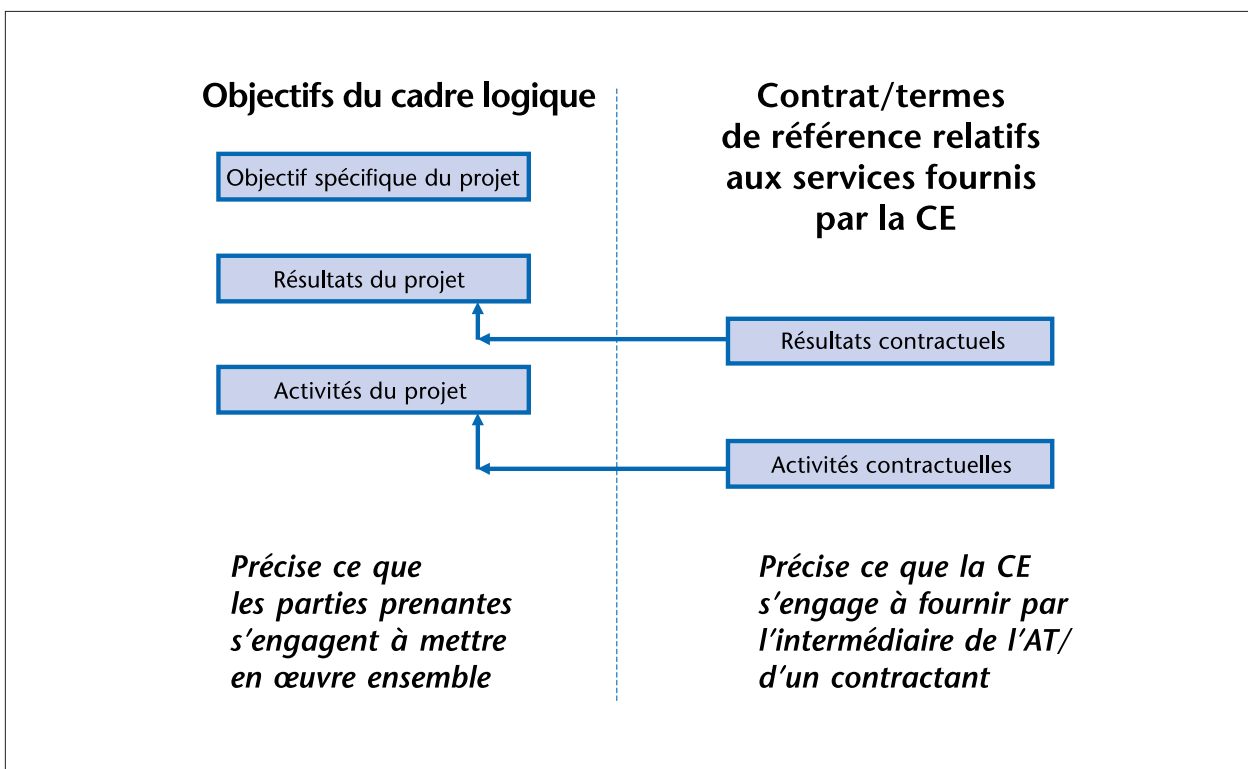 Objectifs du cadre logique
Objectif spécifique du projet
Résultats du projet
Activités du projet
Précise ce que
les parties prenantes
s'engagent à mettre
en œuvre ensemble
Contrat/termes
de référence relatifs
aux services fournis
par la CE
Résultats contractuels
Activités contractuelles
Précise ce que la CE
s'engage à fournir par
l'intermédiaire de l'AT/
d'un contractant